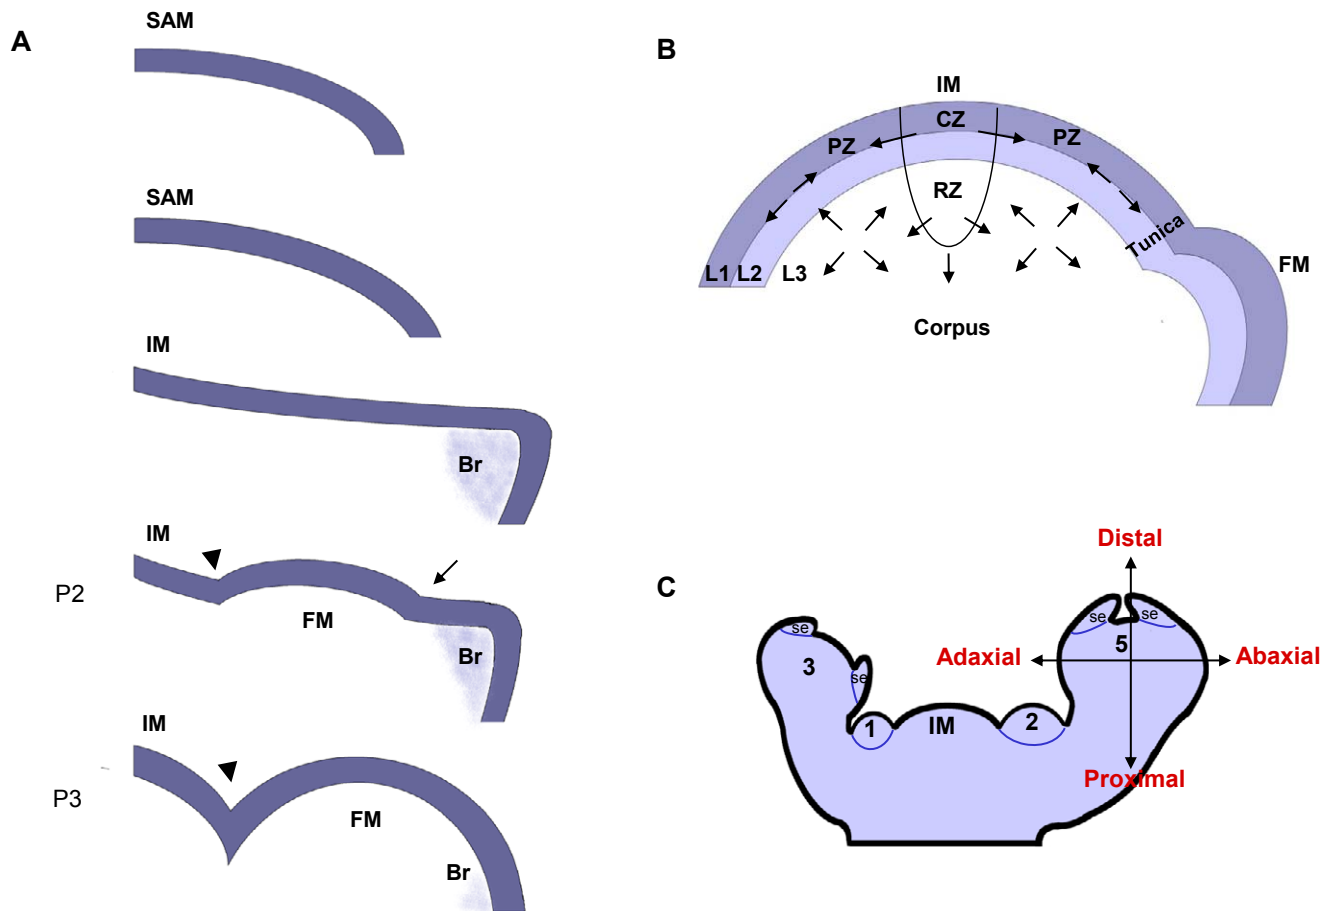 A
SAM
SAM
IM
Br
P2
IM
FM
Br
P3
IM
FM
Br
B
IM
CZ
PZ
PZ
RZ
Tunica
L1 L2 L3
FM
Corpus
C
Distal
se
se
se
5
3
Adaxial
Abaxial
se
1
IM
2
Proximal